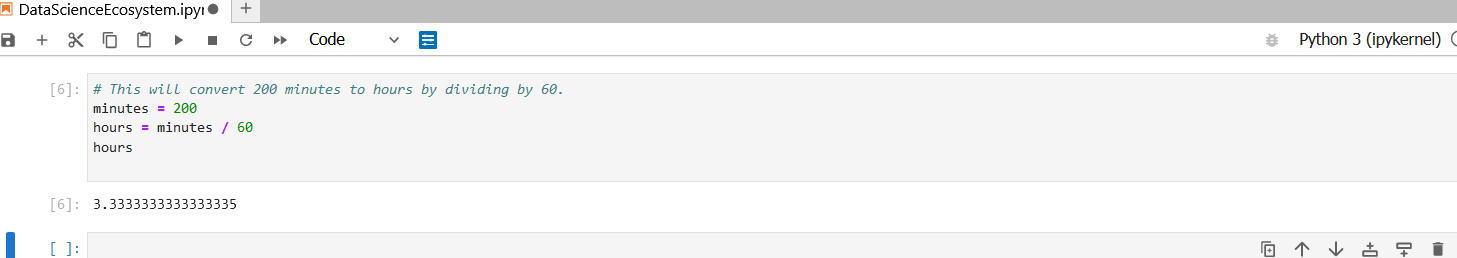 DataScienceEcosystem.ipyr
Code
Python 3 (ipykernel)
[6]:
# This will convert 200 minutes to hours by dividing by 60.
minutes = 200
hours = minutes / 60
hours
[6]:
3.3333333333333335
[ ]: